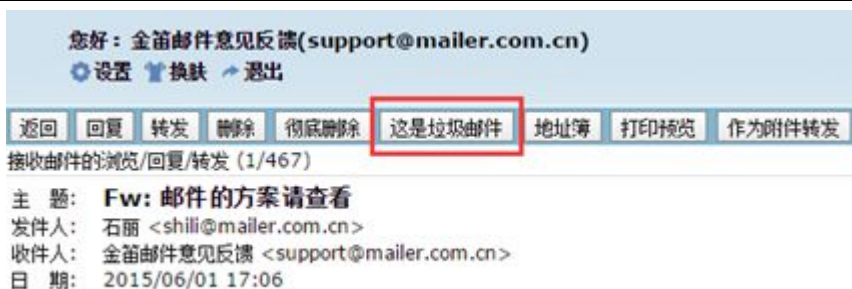 您好：金笛邮件意见反馈(support@mailer.com.cn)
设置 换肤 退出
返回 回复 转发 删除 彻底删除 这是垃圾邮件 地址簿 打印预览 作为附件转发
接收邮件的浏览/回复/转发 (1/467)
主 题: Fw: 邮件的方案请查看
发件人: 石丽 <shili@mailer.com.cn>
收件人: 金笛邮件意见反馈 <support@mailer.com.cn>
日 期: 2015/06/01 17:06